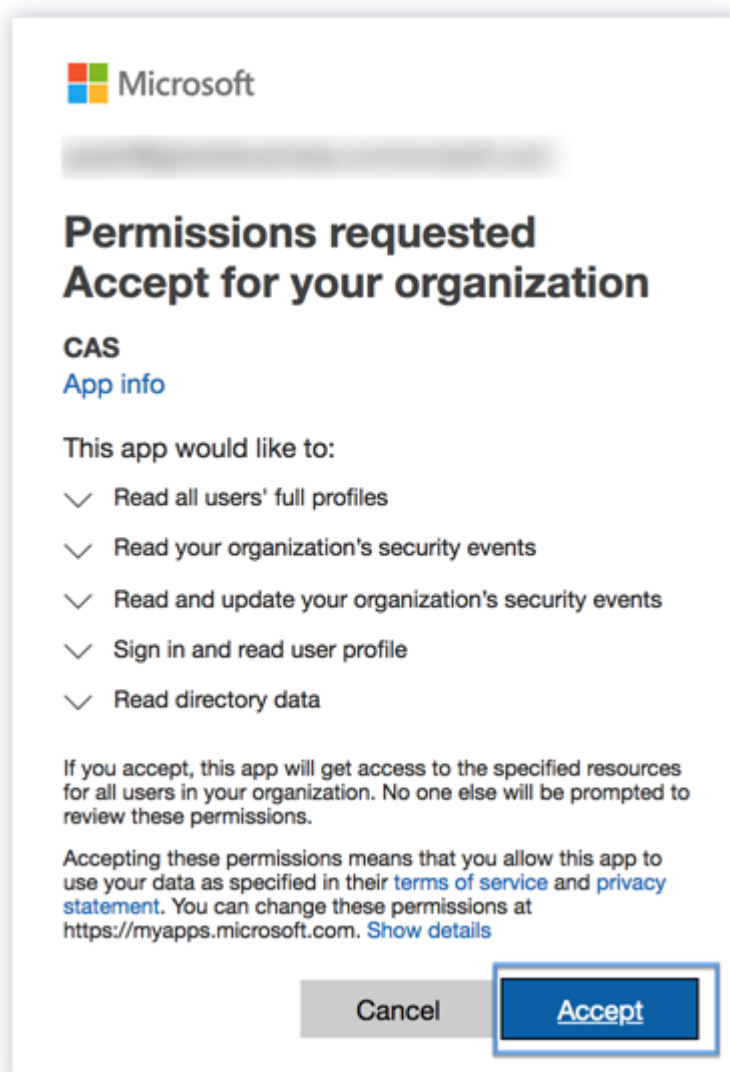 Microsoft
Permissions requested
Accept for your organization
CAS
App info
This app would like to:
Read all users' full profiles
Read your organization's security events
Read and update your organization's security events
Sign in and read user profile
Read directory data
If you accept, this app will get access to the specified resources
for all users in your organization. No one else will be prompted to
review these permissions.
Accepting these permissions means that you allow this app to
use your data as specified in their terms of service and privacy
statement. You can change these permissions at
https://myapps.microsoft.com. Show details
Cancel Accept